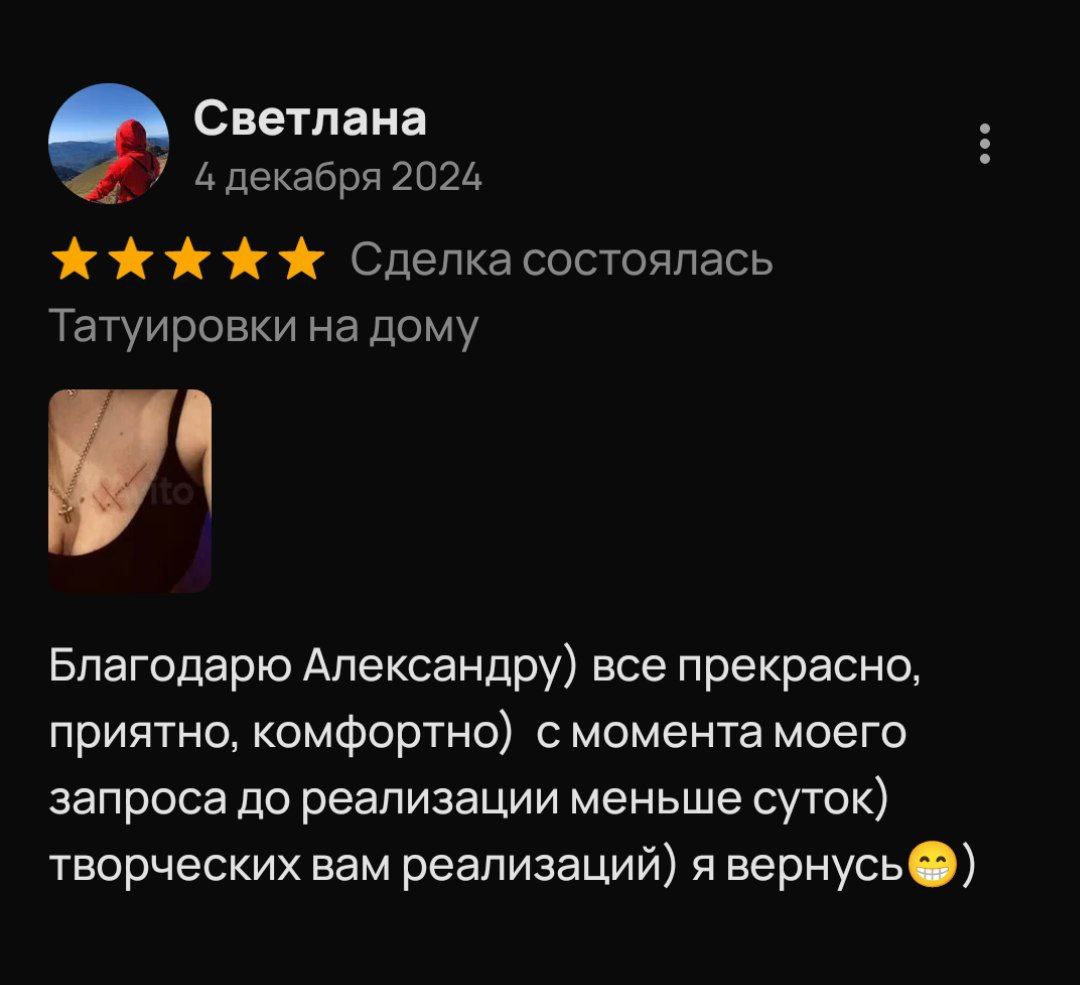 Светлана
4 декабря 2024
Сделка состоялась
Татуировки на дому
Благодарю Александру) все прекрасно,
приятно, комфортно)  с момента моего
запроса до реализации меньше суток)
творческих вам реализаций) я вернусь😁)